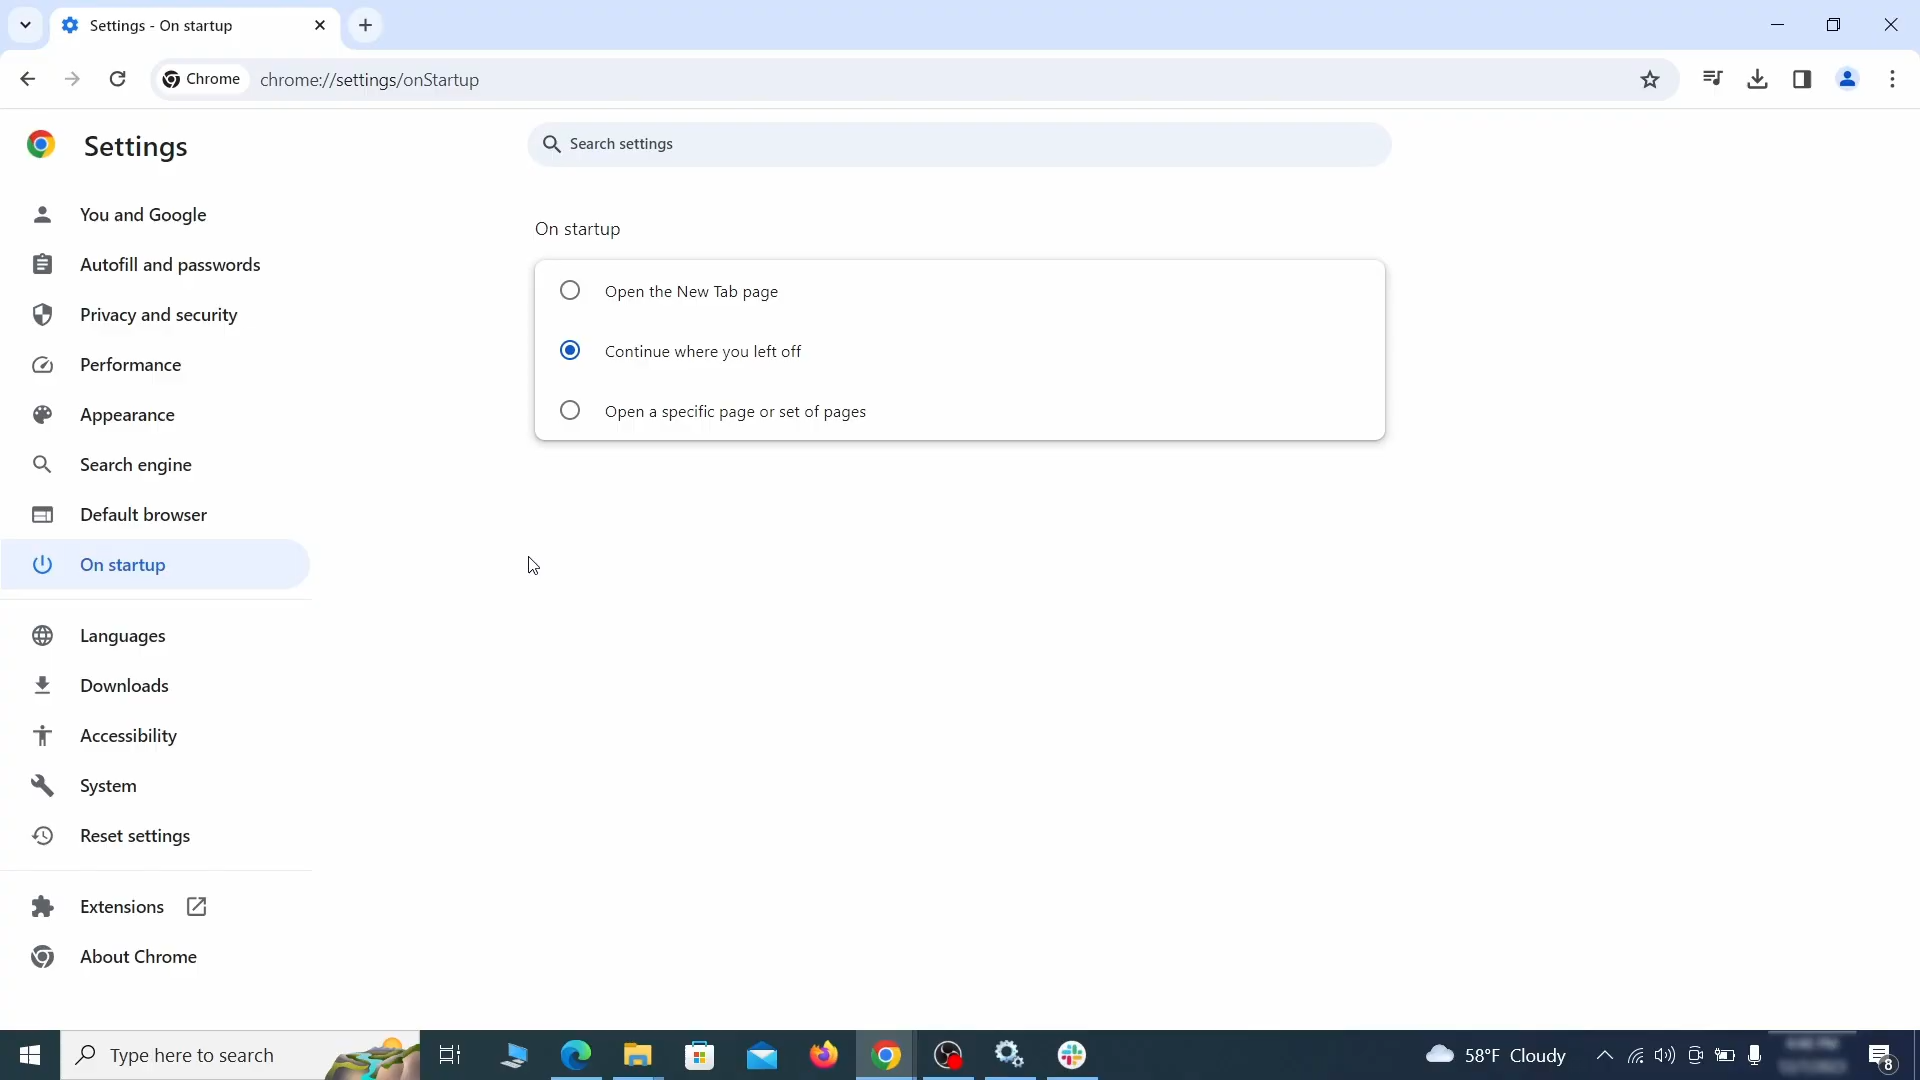 Settings - On startup
Chrome
chrome://settings/onStartup
Settings
Search settings
You and Google
Autofill and passwords
Privacy and security
Performance
Appearance
Search engine
Default browser
On startup
Languages
Downloads
Accessibility
System
Reset settings
Extensions
About Chrome
On startup
Open the New Tab page
Continue where you left off
Open a specific page or set of pages
Type here to search
58°F Cloudy
8